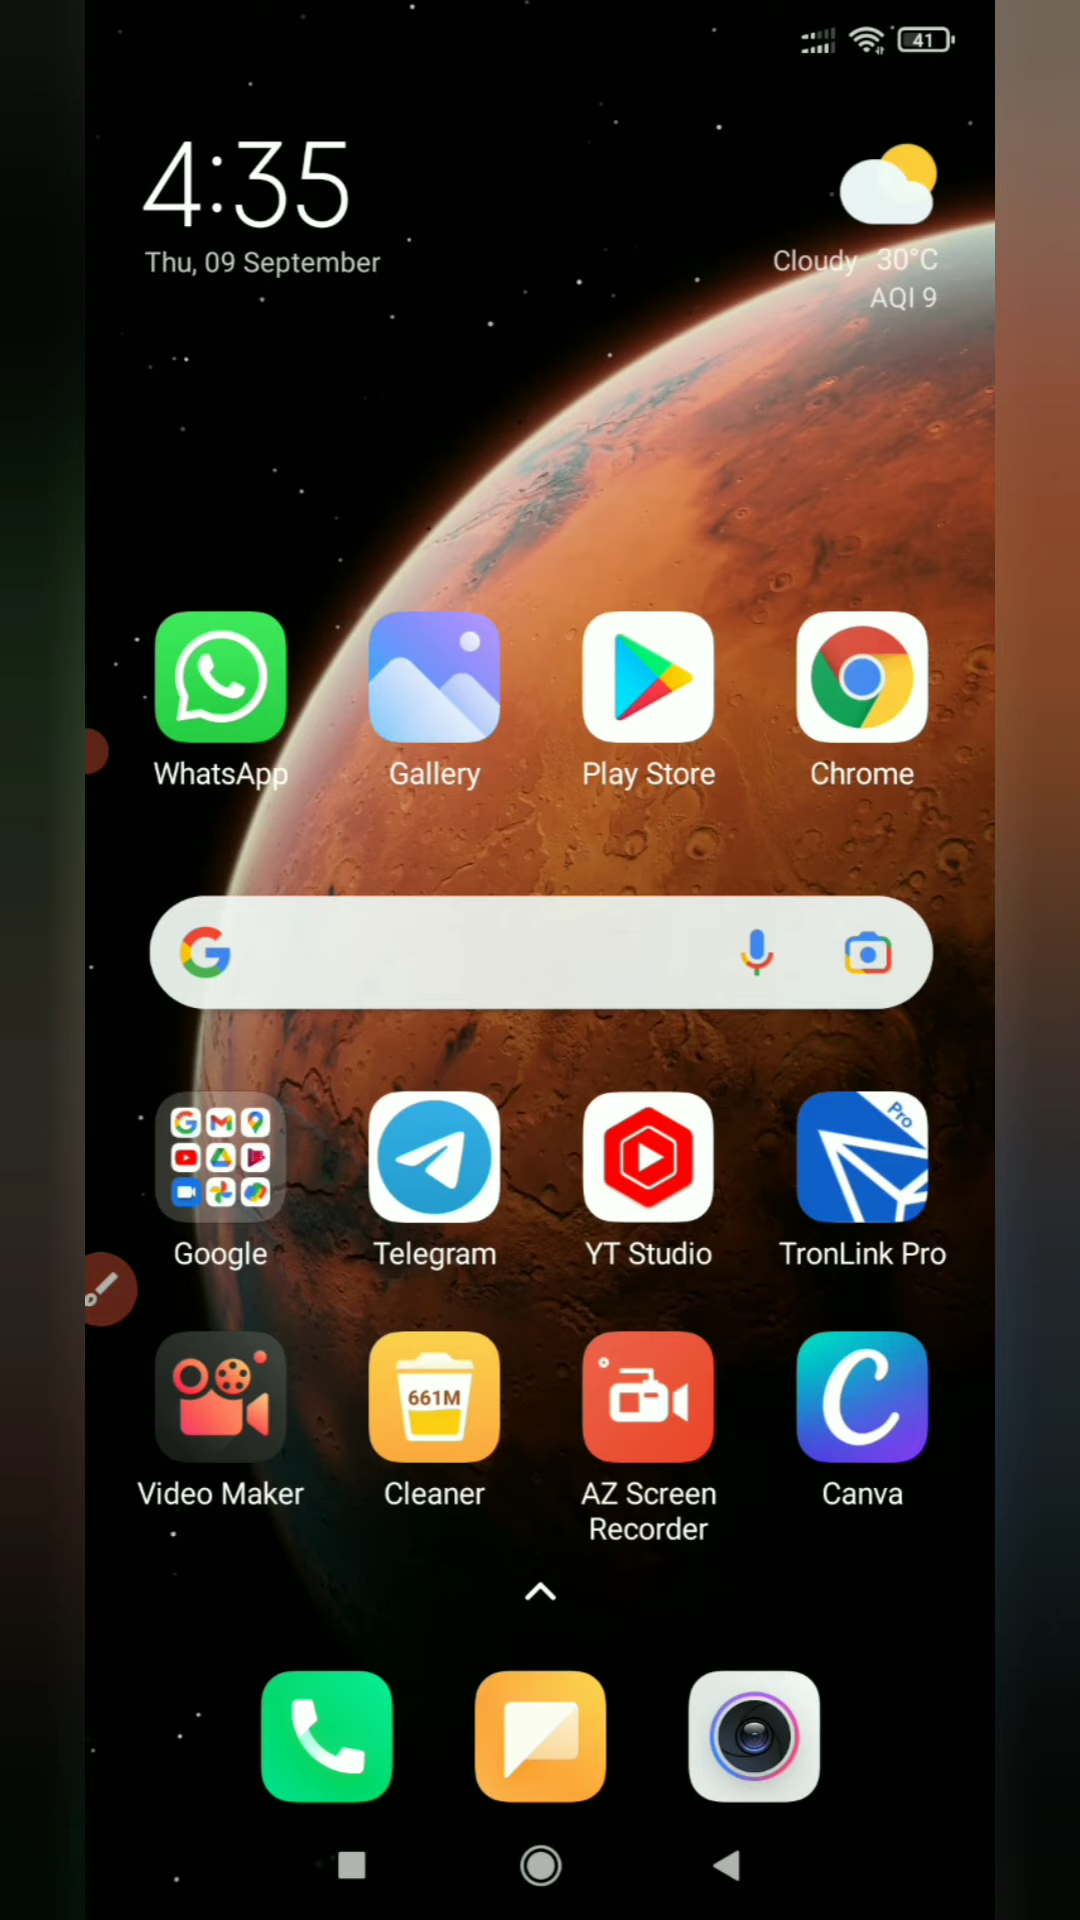 41
4:35
Thu, 09 September
Cloudy 30°C
AQI 9
WhatsApp
Gallery
Play Store
Chrome
Pro
Google
Telegram
YT Studio
TronLink Pro
661M
Video Maker
Cleaner
AZ Screen
Recorder
Canva